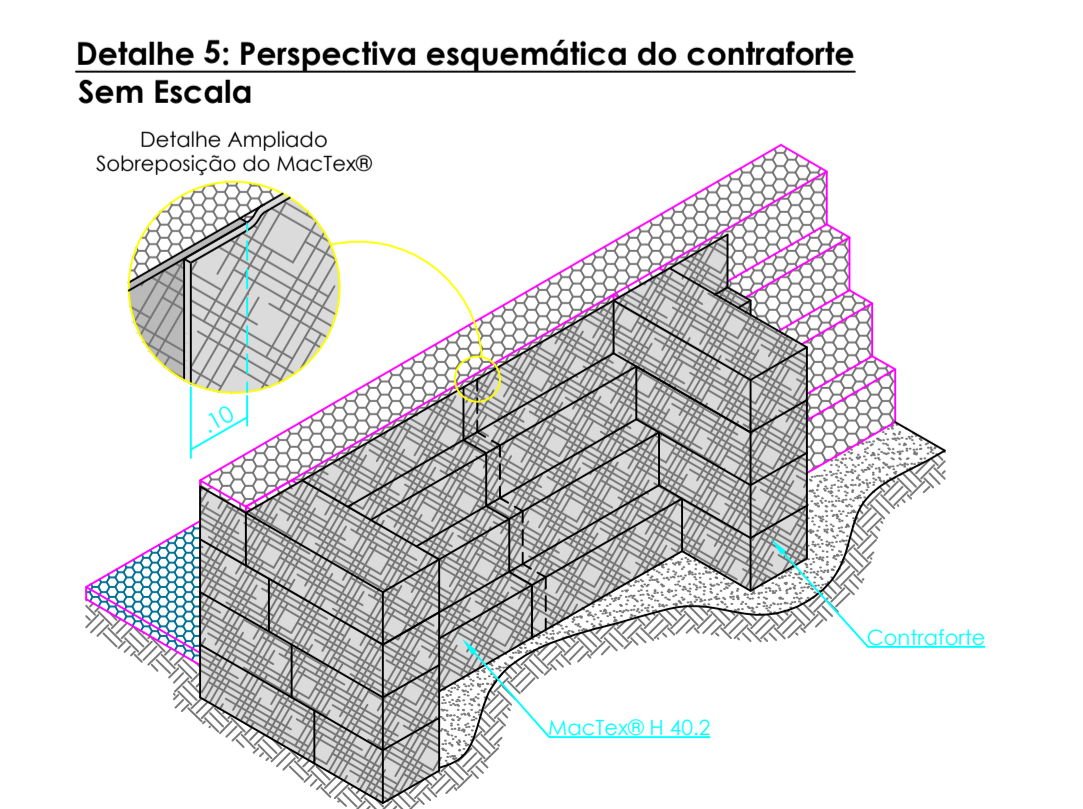 Detalhe 5: Perspectiva esquemática do contraforte
Sem Escala
Detalhe Ampliado
Sobreposição do MacTex®
.10
Contraforte
MacTex® H 40.2